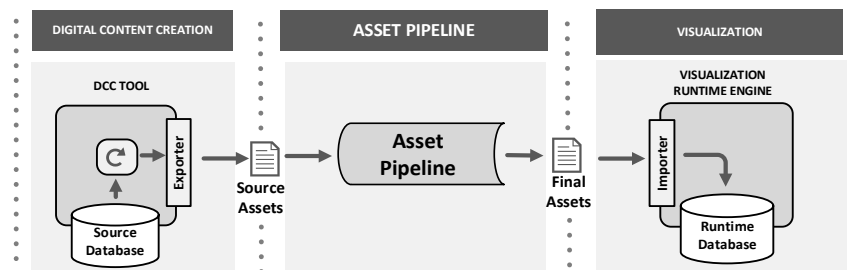 DIGITAL CONTENT CREATION
ASSET PIPELINE
VISUALIZATION
DCC TOOL
Exporter
Source
Database
Source
Assets
Asset
Pipeline
Final
Assets
VISUALIZATION
RUNTIME ENGINE
Importer
Runtime
Database